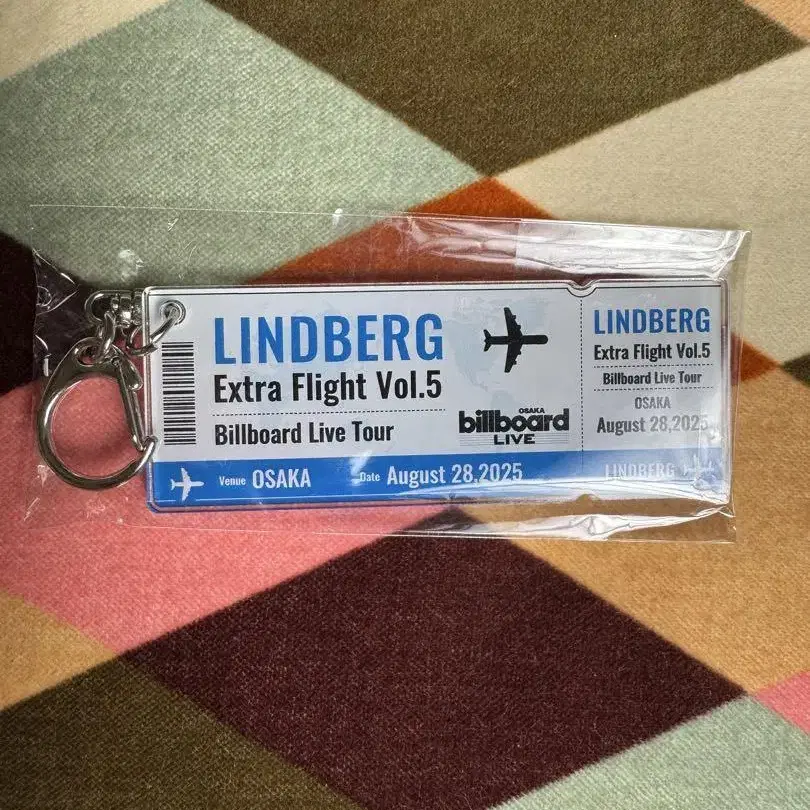 LINDBERG
Extra Flight Vol.5
Billboard Live Tour
OSAKA
billboard
LIVE
Venue OSAKA Date August 28,2025
LINDBERG
Extra Flight Vol.5
Billboard Live Tour
OSAKA
August 28,2025
LINDBERG